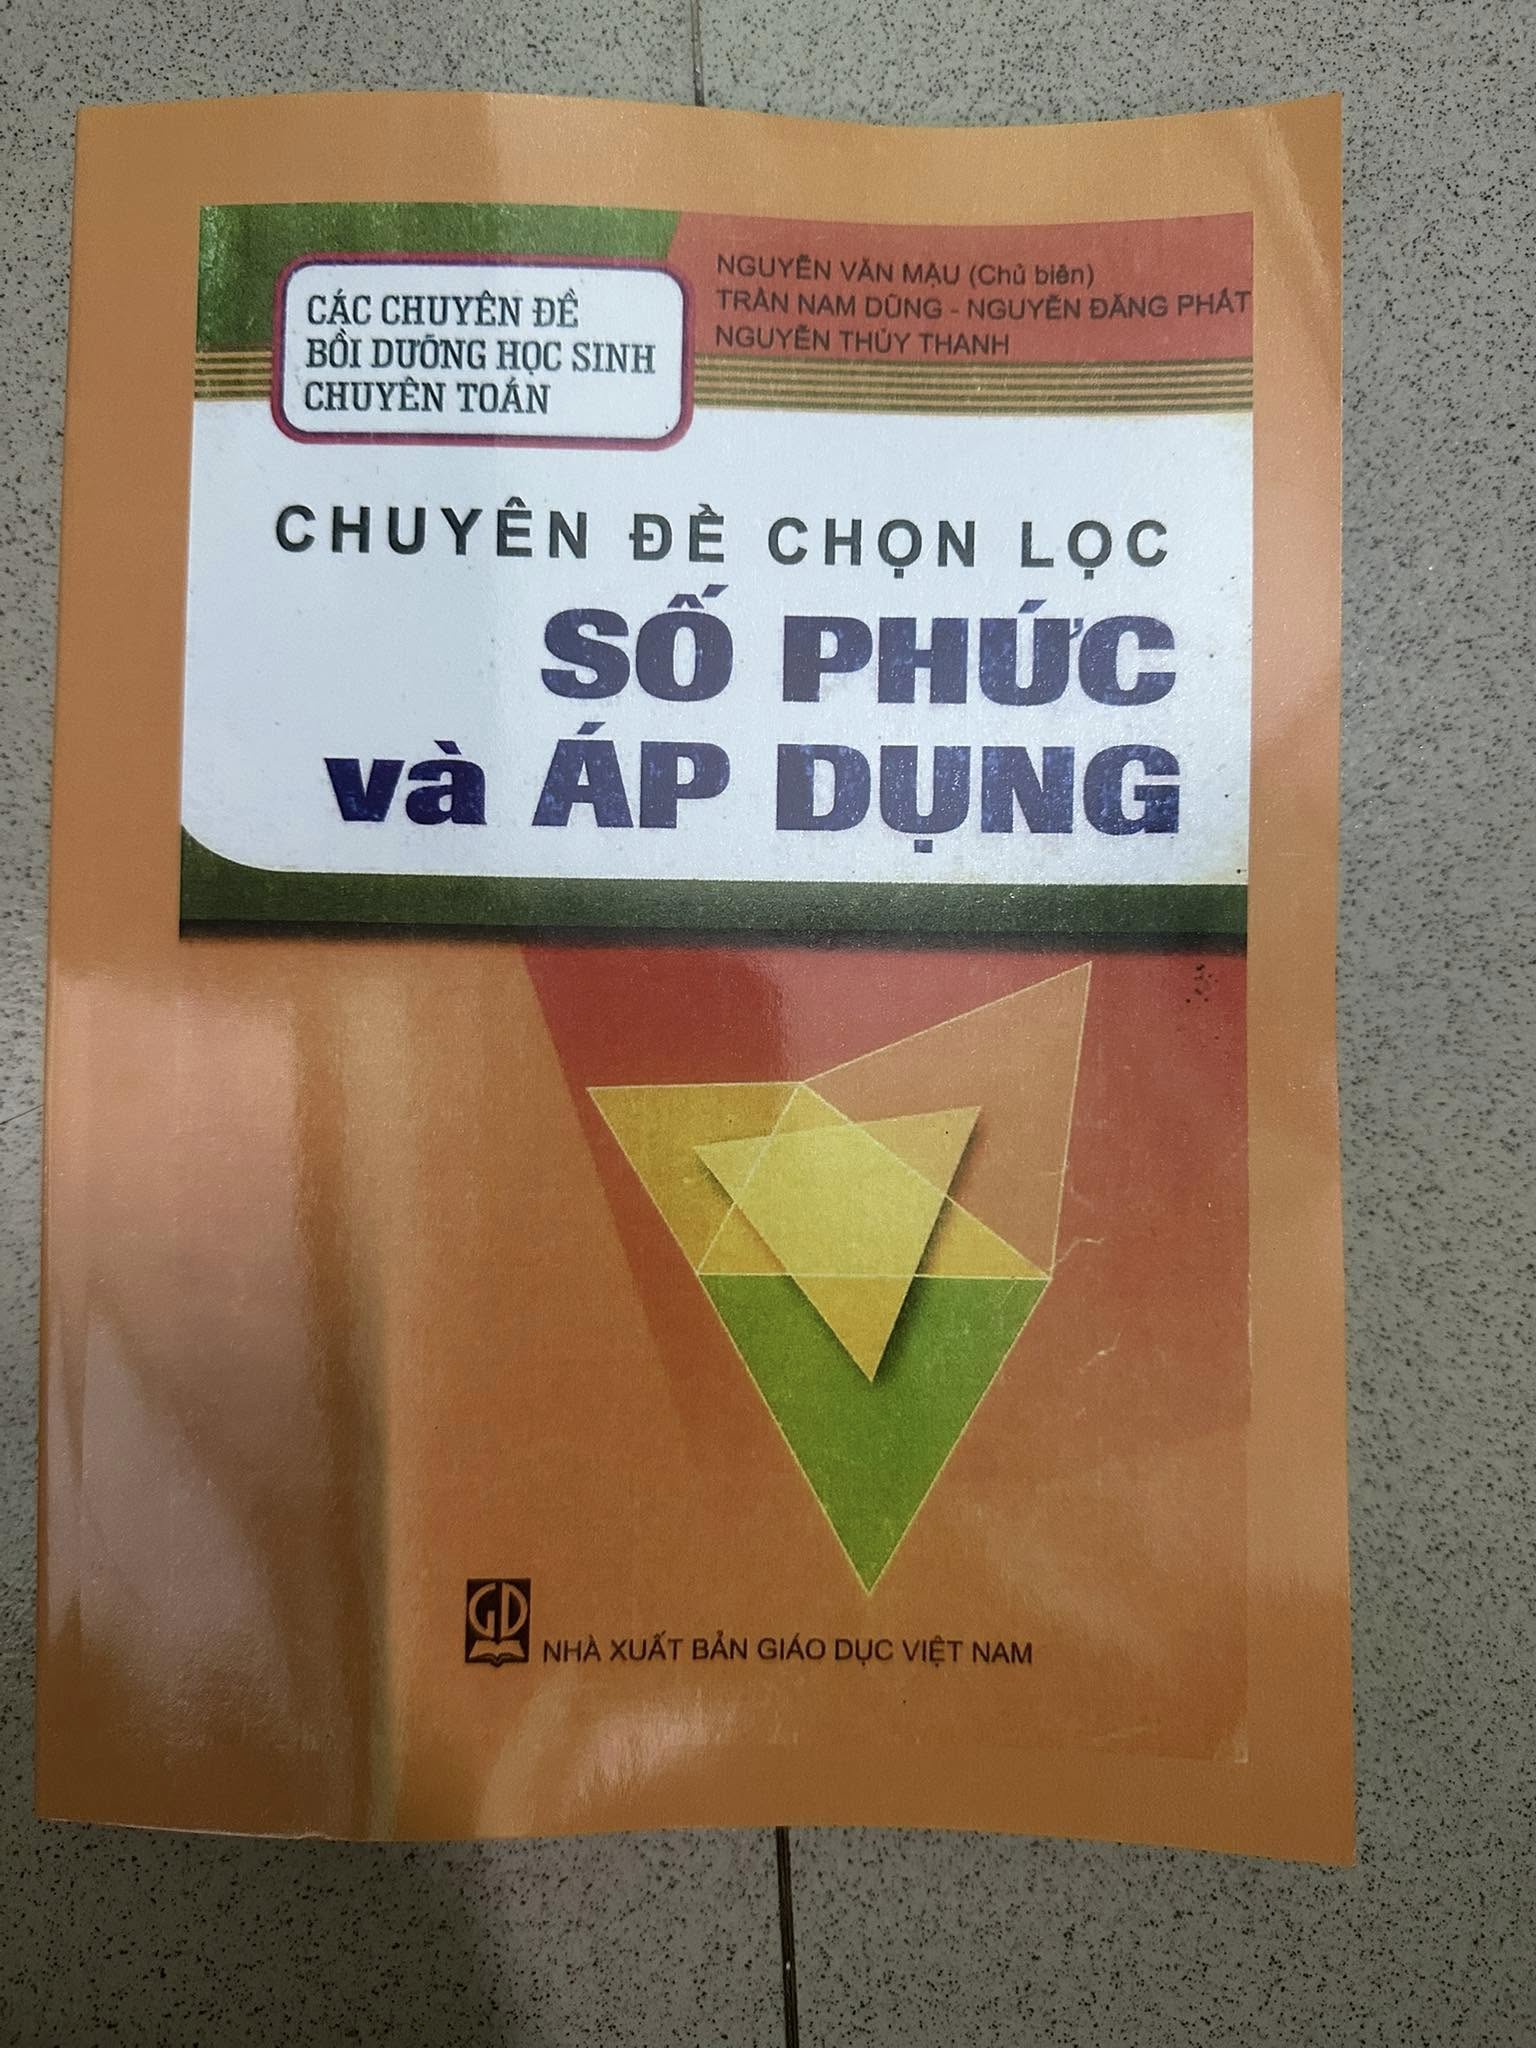 CÁC CHUYÊN ĐỀ
BỒI DƯỠNG HỌC SINH
CHUYÊN TOÁN
NGUYỄN VĂN MẬU (Chủ biên)
TRẦN NAM DŨNG - NGUYỄN ĐĂNG PHẤT
NGUYỄN THỦY THANH
CHUYÊN ĐỀ CHỌN LỌC
SỐ PHỨC
và ÁP DỤNG
GD
NHÀ XUẤT BẢN GIÁO DỤC VIỆT NAM